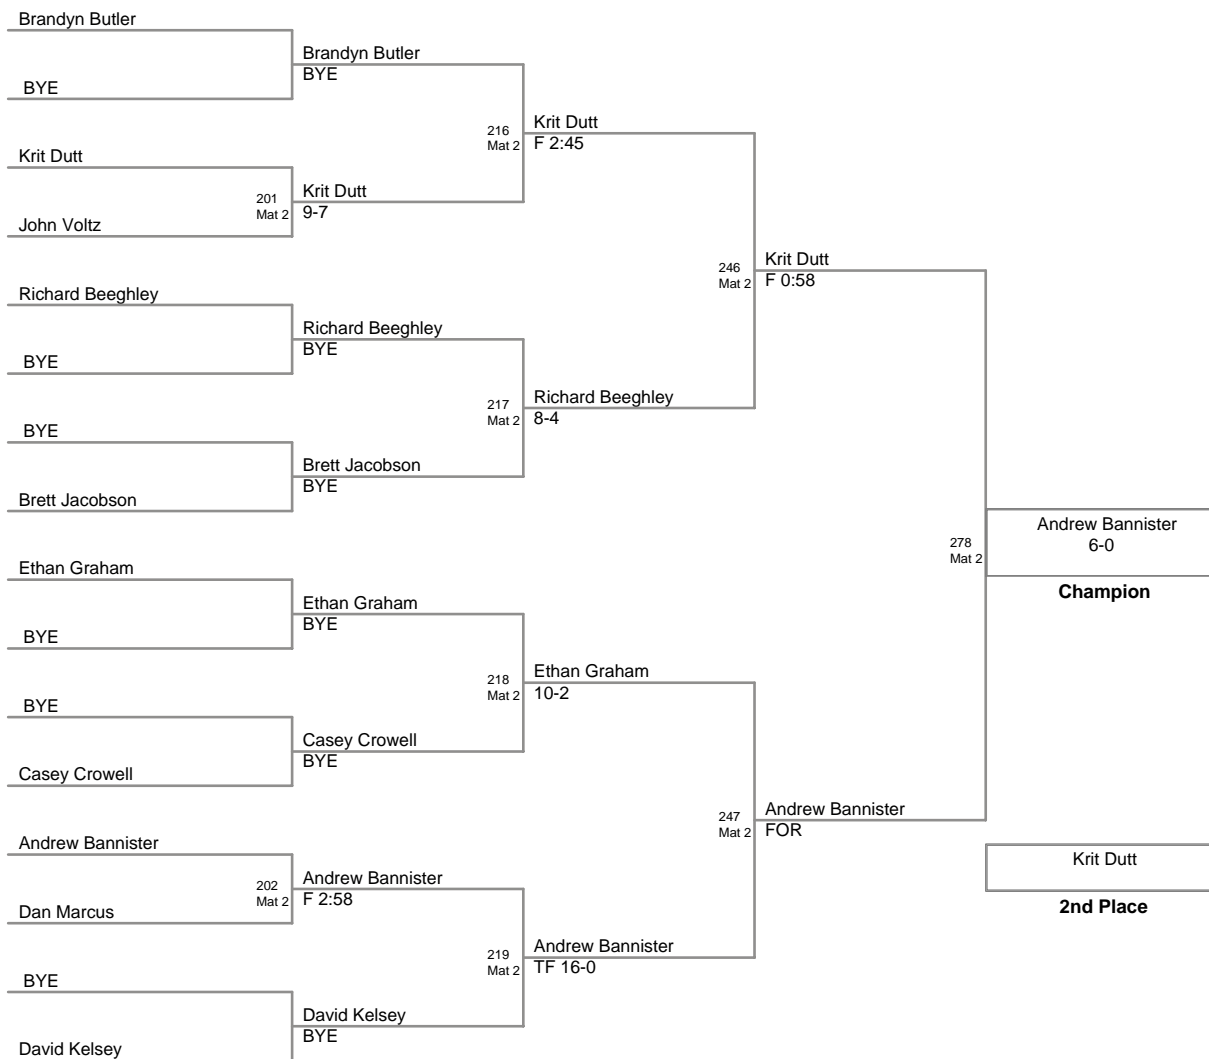 Brandyn Butler
BYE
Krit Dutt
John Voltz
Richard Beeghley
BYE
BYE
Brett Jacobson
Ethan Graham
BYE
BYE
Casey Crowell
Andrew Bannister
Dan Marcus
BYE
David Kelsey
Brandyn Butler
BYE
201
Mat 2
Krit Dutt
9-7
Richard Beeghley
BYE
Brett Jacobson
BYE
Ethan Graham
BYE
Casey Crowell
BYE
202
Mat 2
Andrew Bannister
F 2:58
David Kelsey
BYE
216
Mat 2
Krit Dutt
F 2:45
217
Mat 2
Richard Beeghley
8-4
218
Mat 2
Ethan Graham
10-2
219
Mat 2
Andrew Bannister
TF 16-0
246
Mat 2
Krit Dutt
F 0:58
247
Mat 2
Andrew Bannister
FOR
278
Mat 2
Andrew Bannister
6-0
Champion
Krit Dutt
2nd Place